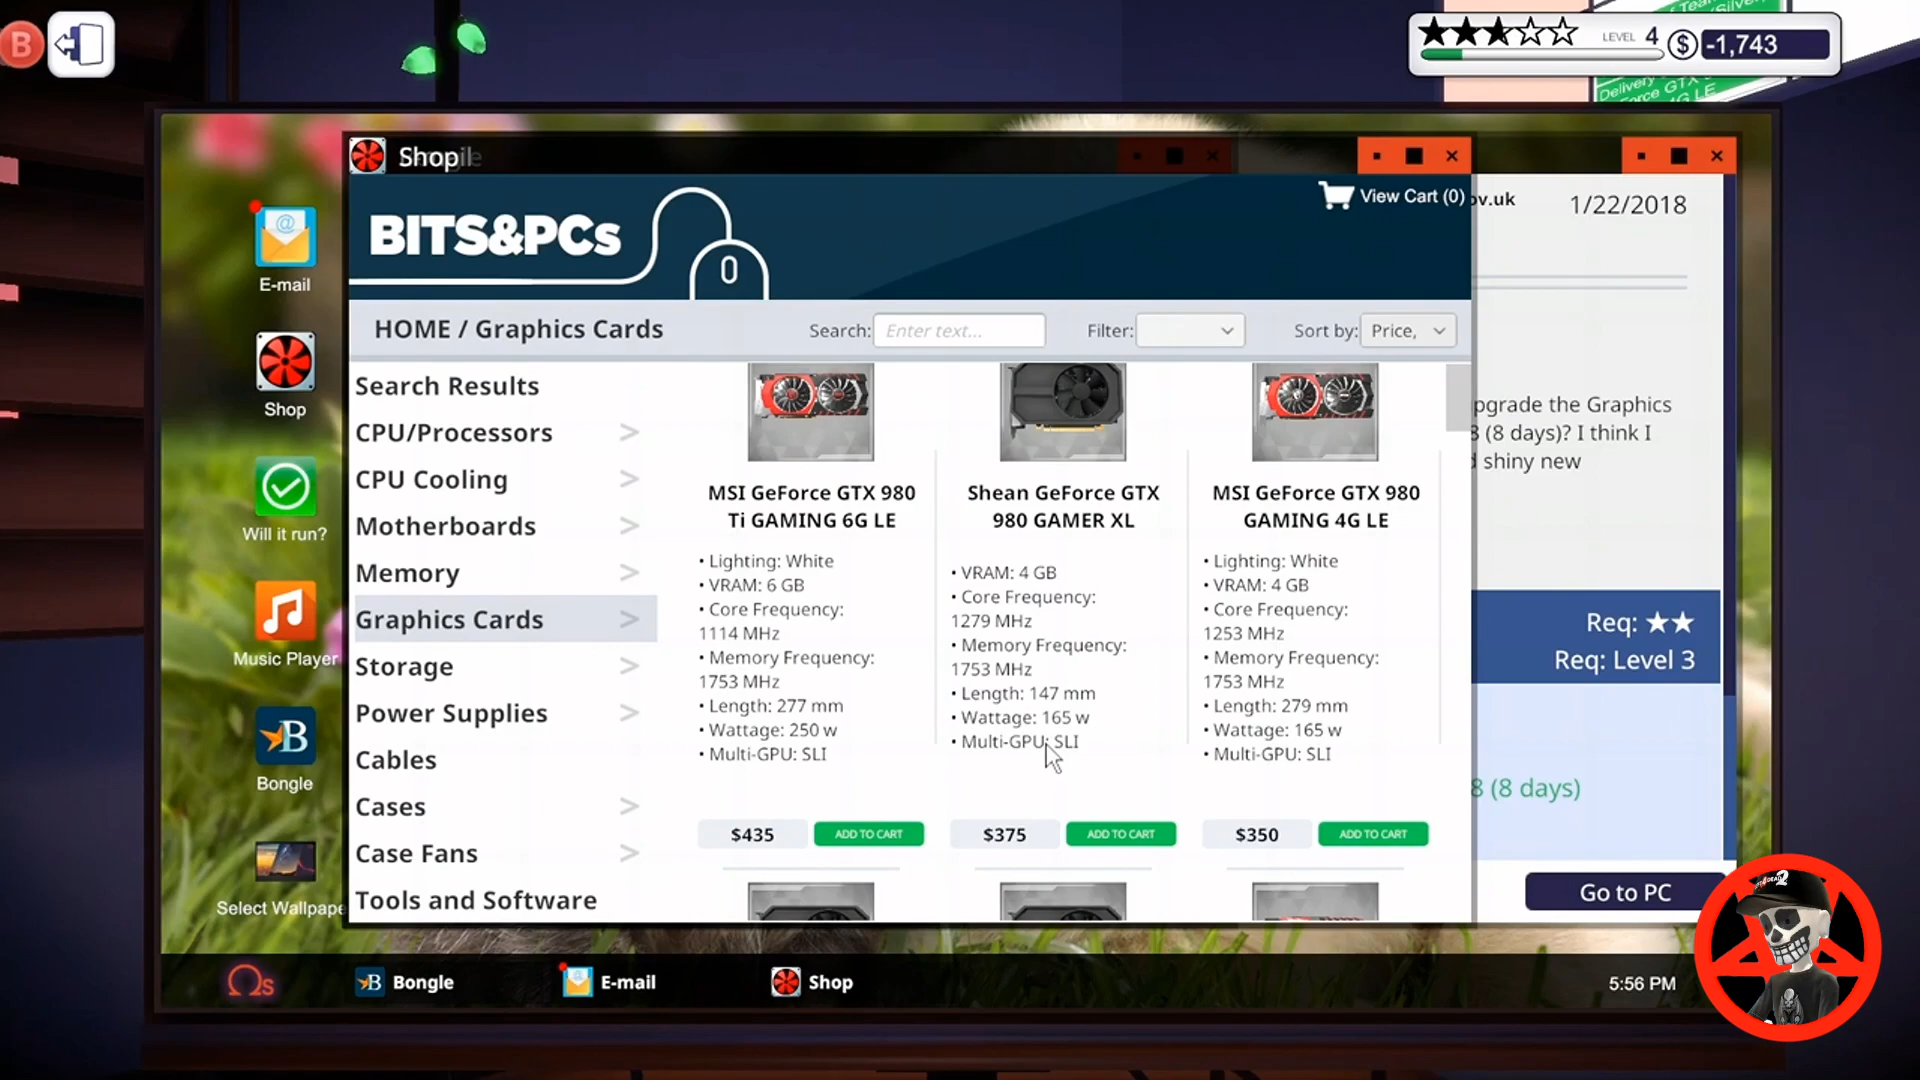 B
LEVEL 4 $ -1,743
Delivery
Force GTX
4G LE
Shop
BITS&PCs
View Cart (0)
ov.uk
1/22/2018
HOME / Graphics Cards
Search: Enter text...
Filter:
Sort by: Price,
E-mail
Shop
Will it run?
Music Player
Bongle
Select Wallpape
Search Results
CPU/Processors >
CPU Cooling >
Motherboards >
Memory >
Graphics Cards >
Storage >
Power Supplies >
Cables
Cases >
Case Fans >
Tools and Software
MSI GeForce GTX 980
Ti GAMING 6G LE
• Lighting: White
• VRAM: 6 GB
• Core Frequency:
1114 MHz
• Memory Frequency:
1753 MHz
• Length: 277 mm
• Wattage: 250 w
• Multi-GPU: SLI
$435 ADD TO CART
Shean GeForce GTX
980 GAMER XL
• VRAM: 4 GB
• Core Frequency:
1279 MHz
• Memory Frequency:
1753 MHz
• Length: 147 mm
• Wattage: 165 w
• Multi-GPU: SLI
$375 ADD TO CART
MSI GeForce GTX 980
GAMING 4G LE
• Lighting: White
• VRAM: 4 GB
• Core Frequency:
1253 MHz
• Memory Frequency:
1753 MHz
• Length: 279 mm
• Wattage: 165 w
• Multi-GPU: SLI
$350 ADD TO CART
pgrade the Graphics
8 (8 days)? I think I
d shiny new
Req: ★★
Req: Level 3
8 (8 days)
Go to PC
Ωs
Bongle
E-mail
Shop
5:56 PM